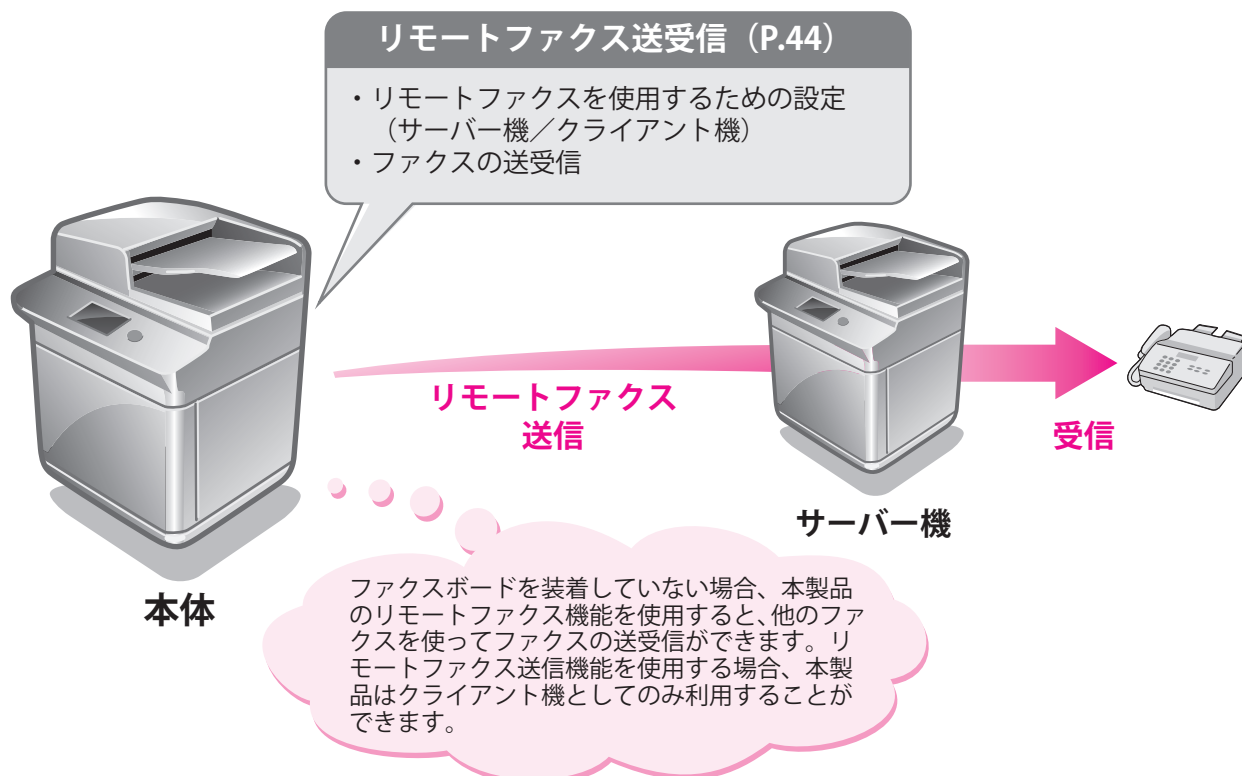 リモートファクス送受信（P.44）
・リモートファクスを使用するための設定
（サーバー機／クライアント機）
・ファクスの送受信
リモートファクス
送信
受信
サーバー機
本体
ファクスボードを装着していない場合、本製品
のリモートファクス機能を使用すると、他のファ
クスを使ってファクスの送受信ができます。リ
モートファクス送信機能を使用する場合、本製
品はクライアント機としてのみ利用することが
できます。